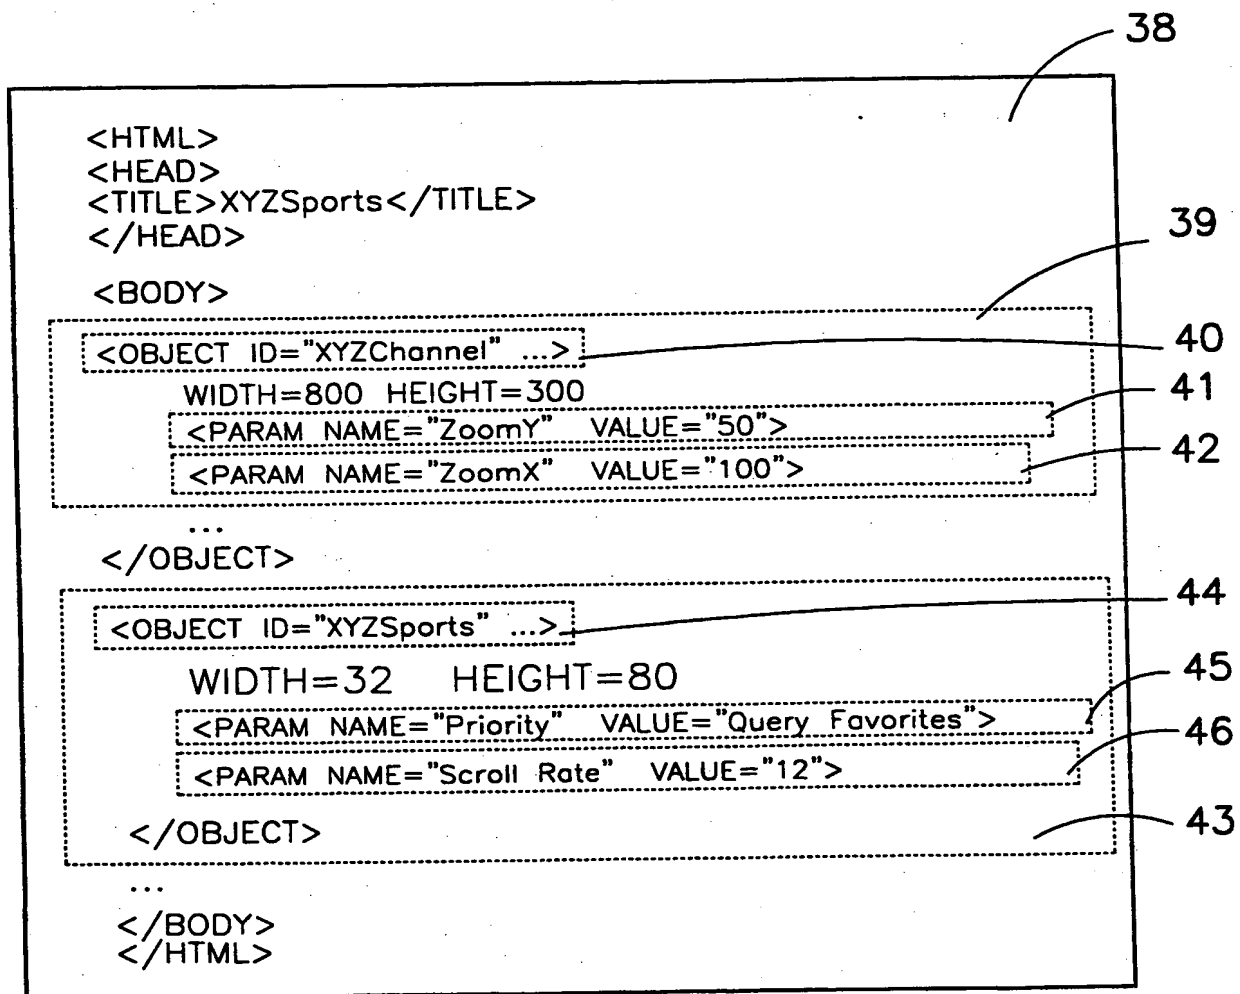 38
<HTML>
<HEAD>
<TITLE>XYZSports</TITLE>
</HEAD>
39
<BODY>
<OBJECT ID="XYZChannel" ...> 40
WIDTH=800 HEIGHT=300
<PARAM NAME="ZoomY" VALUE="50"> 41
<PARAM NAME="ZoomX" VALUE="100"> 42
...
</OBJECT>
<OBJECT ID="XYZSports" ...> 44
WIDTH=32 HEIGHT=80
<PARAM NAME="Priority" VALUE="Query Favorites"> 45
<PARAM NAME="Scroll Rate" VALUE="12"> 46
</OBJECT> 43
...
</BODY>
</HTML>